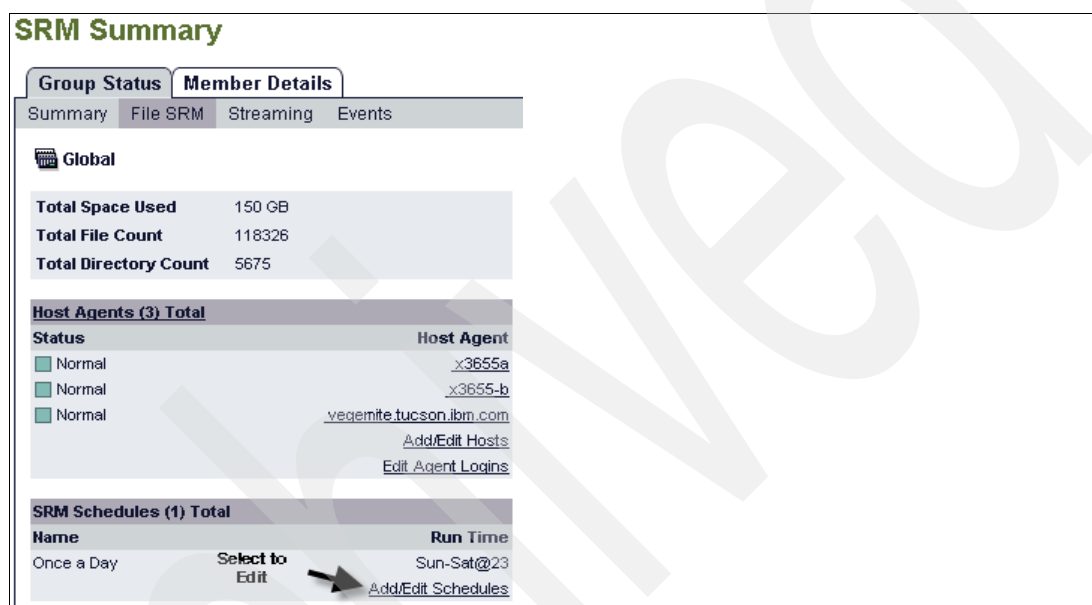 SRM Summary
Group Status Member Details
Summary File SRM Streaming Events
Global
Total Space Used 150 GB
Total File Count 118326
Total Directory Count 5675
Host Agents (3) Total
Status Host Agent
Normal x3655a
Normal x3655-b
Normal vegemite.tucson.ibm.com
Add/Edit Hosts
Edit Agent Logins
SRM Schedules (1) Total
Name Run Time
Once a Day Sun-Sat@23
Select to
Edit
Add/Edit Schedules